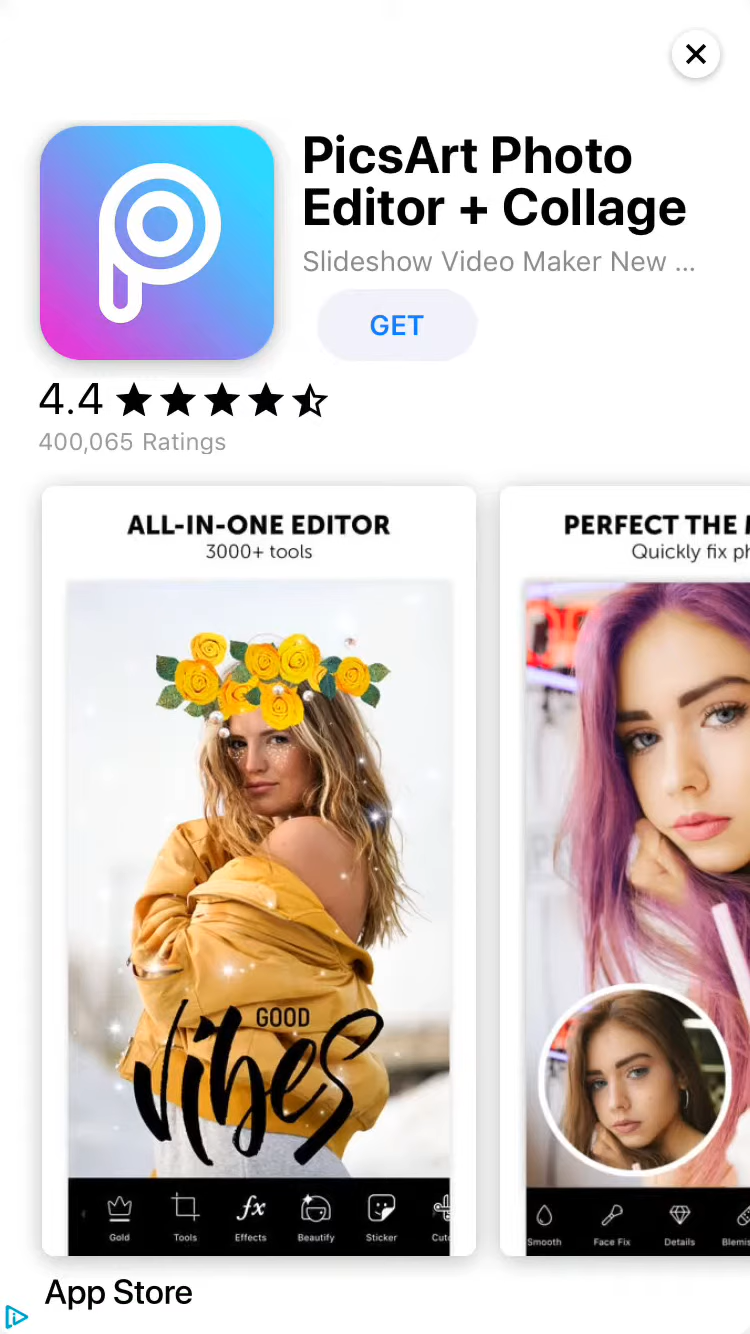 PicsArt Photo
Editor + Collage
Slideshow Video Maker New ...
GET
4.4
400,065 Ratings
ALL-IN-ONE EDITOR
3000+ tools
GOOD
vibes
Gold
Tools
Effects
Beautify
Sticker
PERFECT THE
Quickly fix
Smooth
Face Fix
Details
App Store